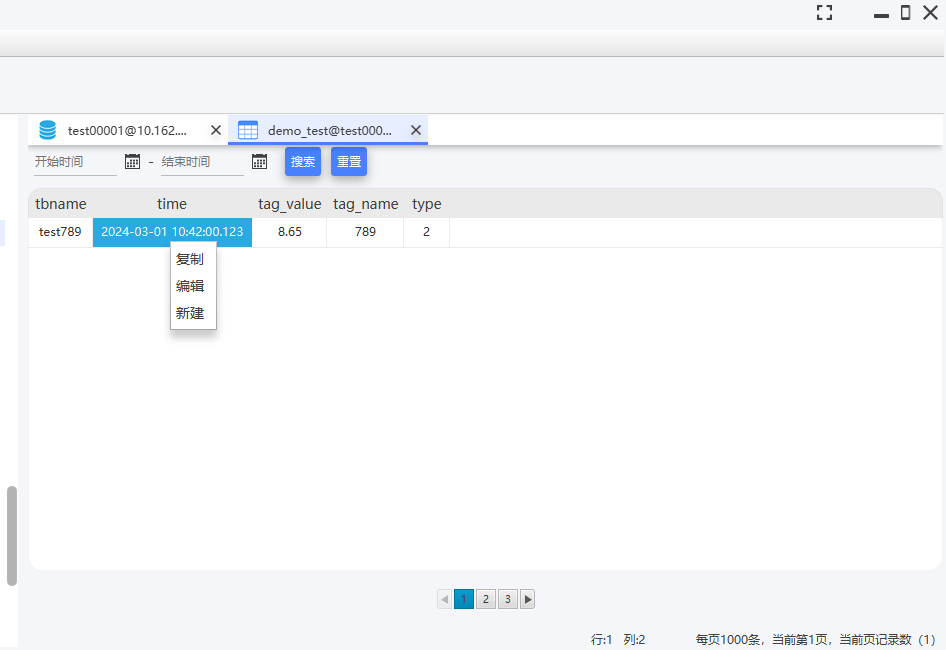 test00001@10.162.... demo_test@test000...
开始时间 - 结束时间 搜索 重置
tbname time tag_value tag_name type
test789 2024-03-01 10:42:00.123 8.65 789 2
复制
编辑
新建
1 2 3
行:1 列:2 每页1000条，当前第1页，当前页记录数（1）